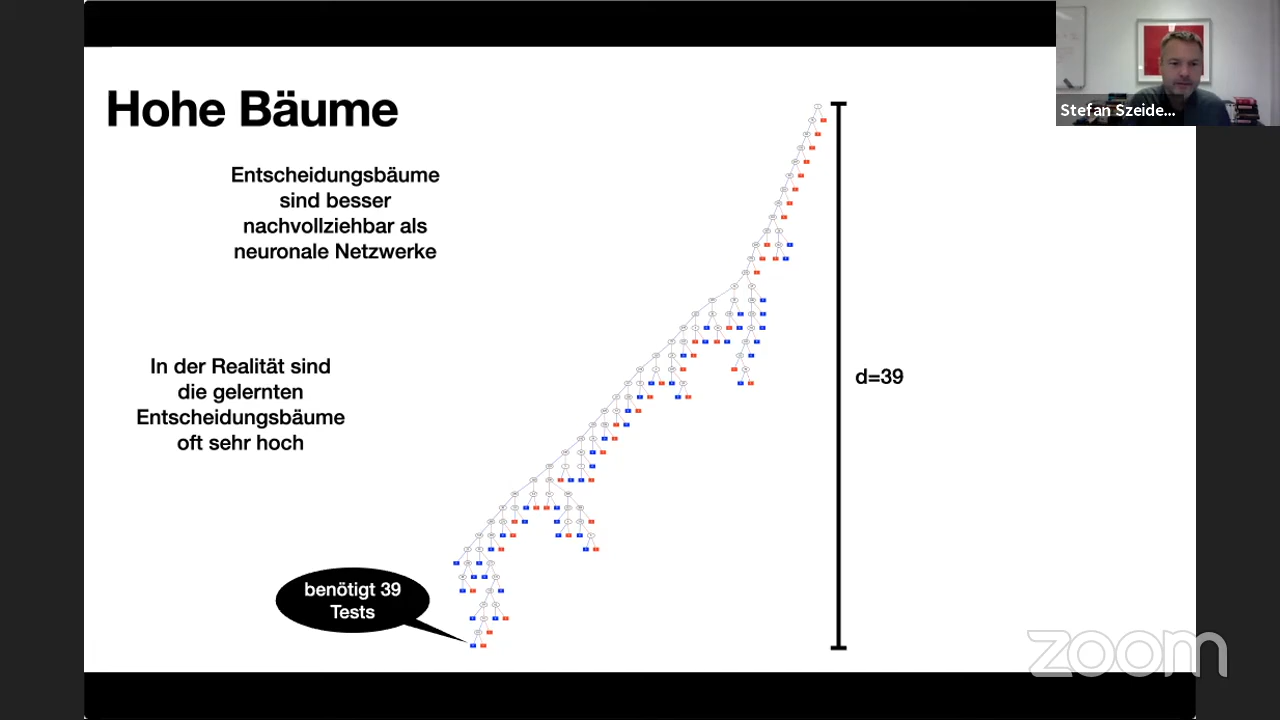 Hohe Bäume
Entscheidungsbäume
sind besser
nachvollziehbar als
neuronale Netzwerke
In der Realität sind
die gelernten
Entscheidungsbäume
oft sehr hoch
benötigt 39
Tests
d=39
Stefan Szeide...
zoom